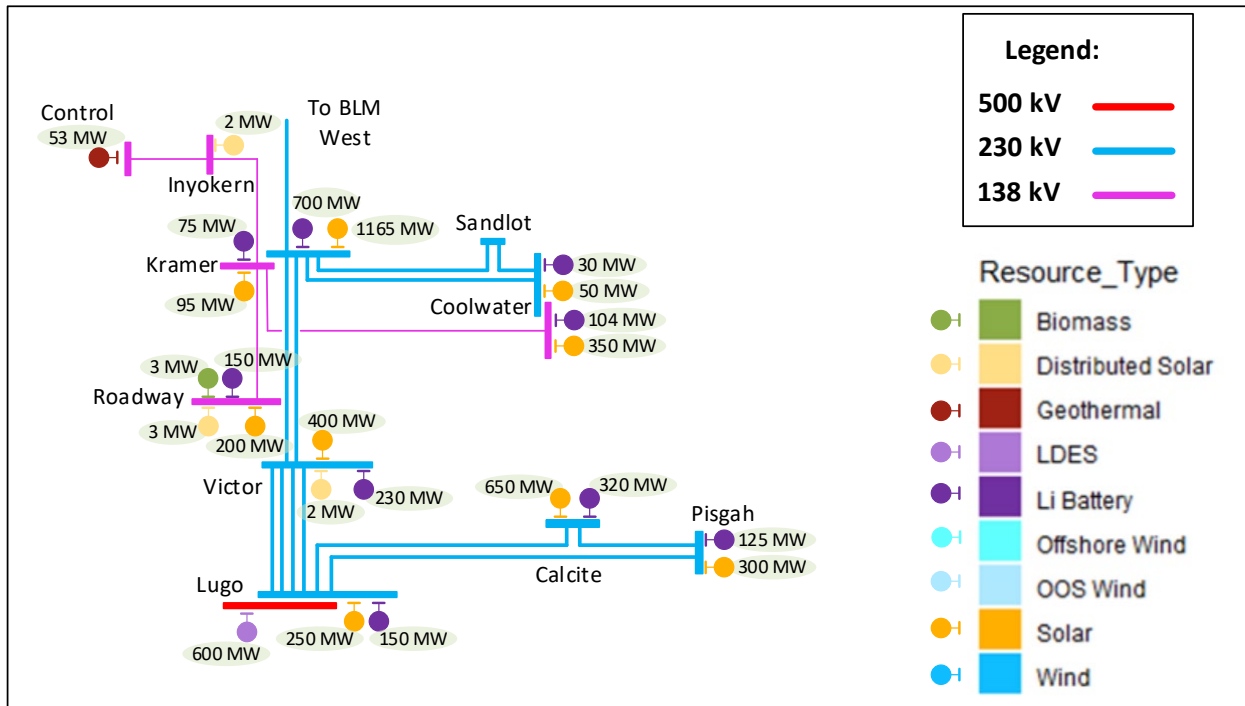 Legend:
500 kV
230 kV
138 kV
Control
53 MW
2 MW
To BLM
West
Inyokern
700 MW
1165 MW
75 MW
Kramer
95 MW
Sandlot
30 MW
50 MW
Coolwater
104 MW
350 MW
3 MW
150 MW
Roadway
3 MW
200 MW
400 MW
Victor
2 MW
230 MW
650 MW
320 MW
Pisgah
125 MW
300 MW
Calcite
Lugo
600 MW
250 MW
150 MW
Resource_Type
Biomass
Distributed Solar
Geothermal
LDES
Li Battery
Offshore Wind
OOS Wind
Solar
Wind